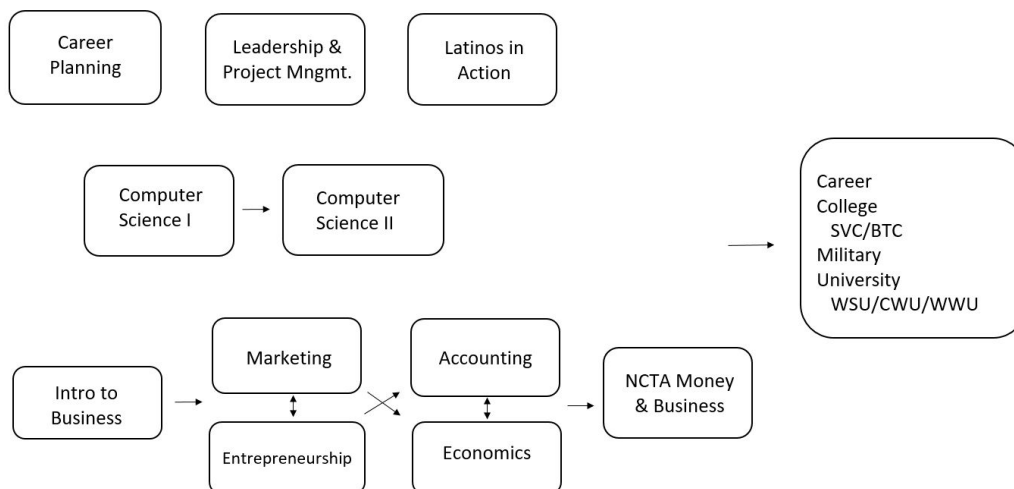 Career
Planning
Leadership &
Project Mngmt.
Latinos in
Action
Computer
Science I
Computer
Science II
Career
College
SVC/BTC
Military
University
WSU/CWU/WWU
Intro to
Business
Marketing
Entrepreneurship
Accounting
Economics
NCTA Money
& Business